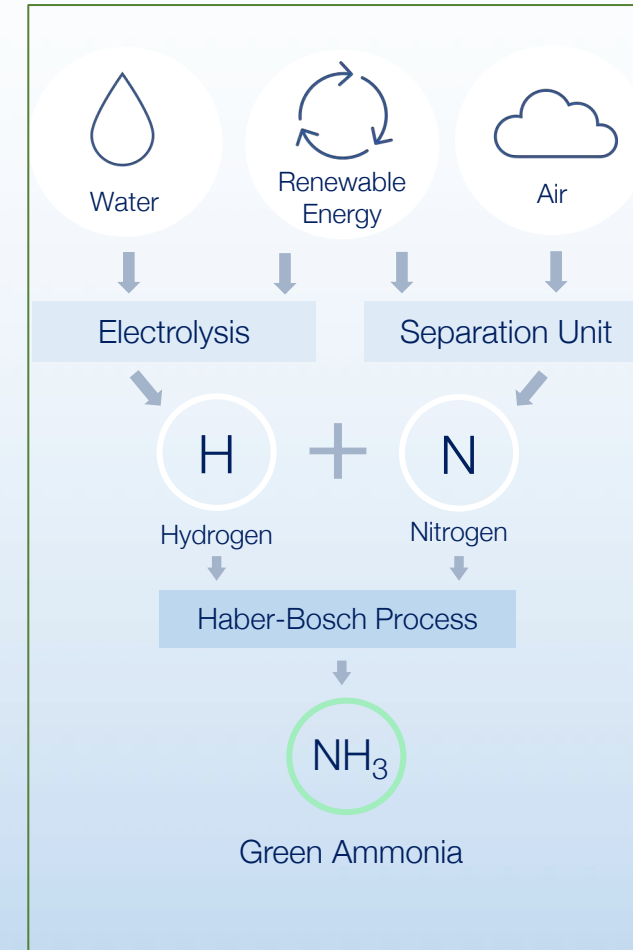 Water
Renewable
Energy
Air
Electrolysis
Separation Unit
H
N
Hydrogen
Nitrogen
Haber-Bosch Process
NH₃
Green Ammonia